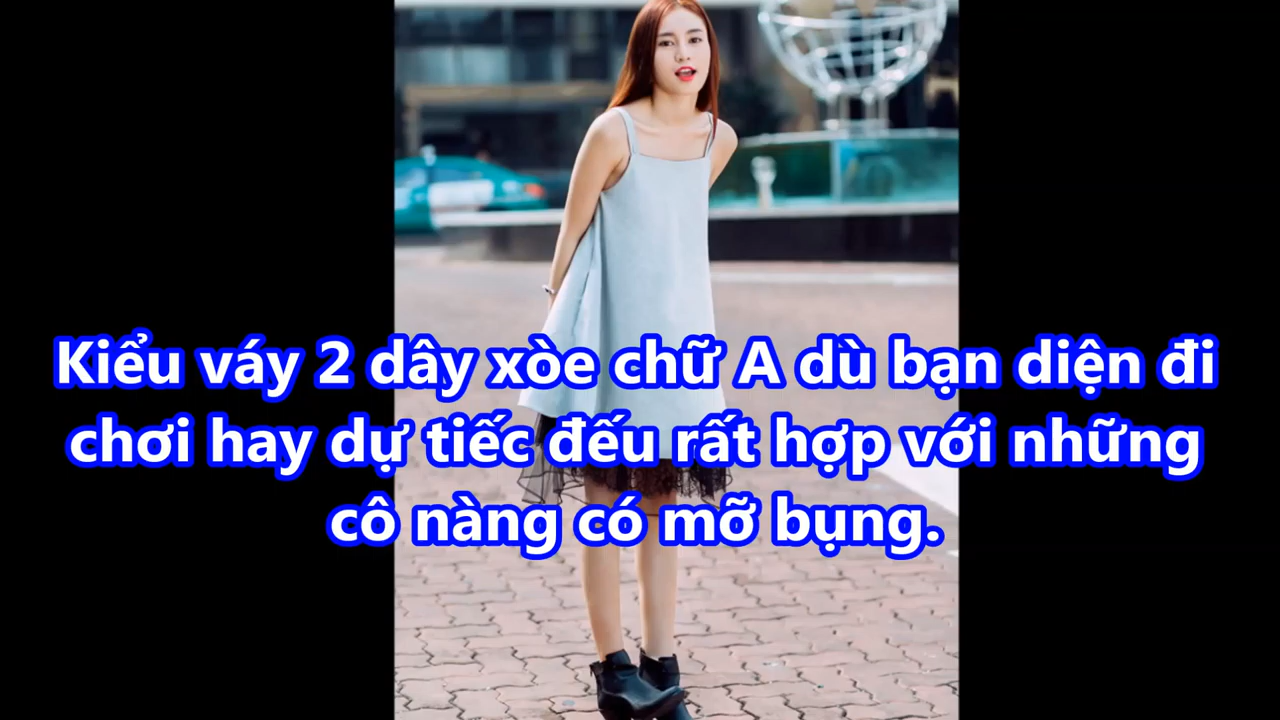 Kiểu váy 2 dây xòe chữ A dù bạn diện đi
chơi hay dự tiếc đếu rất hợp với những
cô nàng có mỡ bụng.